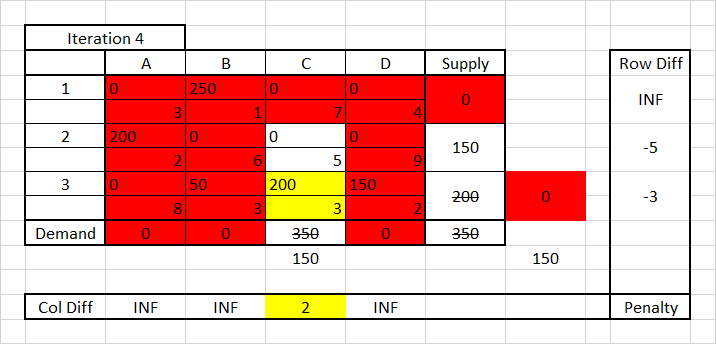 Iteration 4
A B C D Supply Row Diff
1 0 250 0 0 0 INF
3 1 7 4
2 200 0 0 0 150 -5
2 6 5 9
3 0 50 200 150 200 0 -3
8 3 3 2
Demand 0 0 350 0 350
150 150
Col Diff INF INF 2 INF Penalty